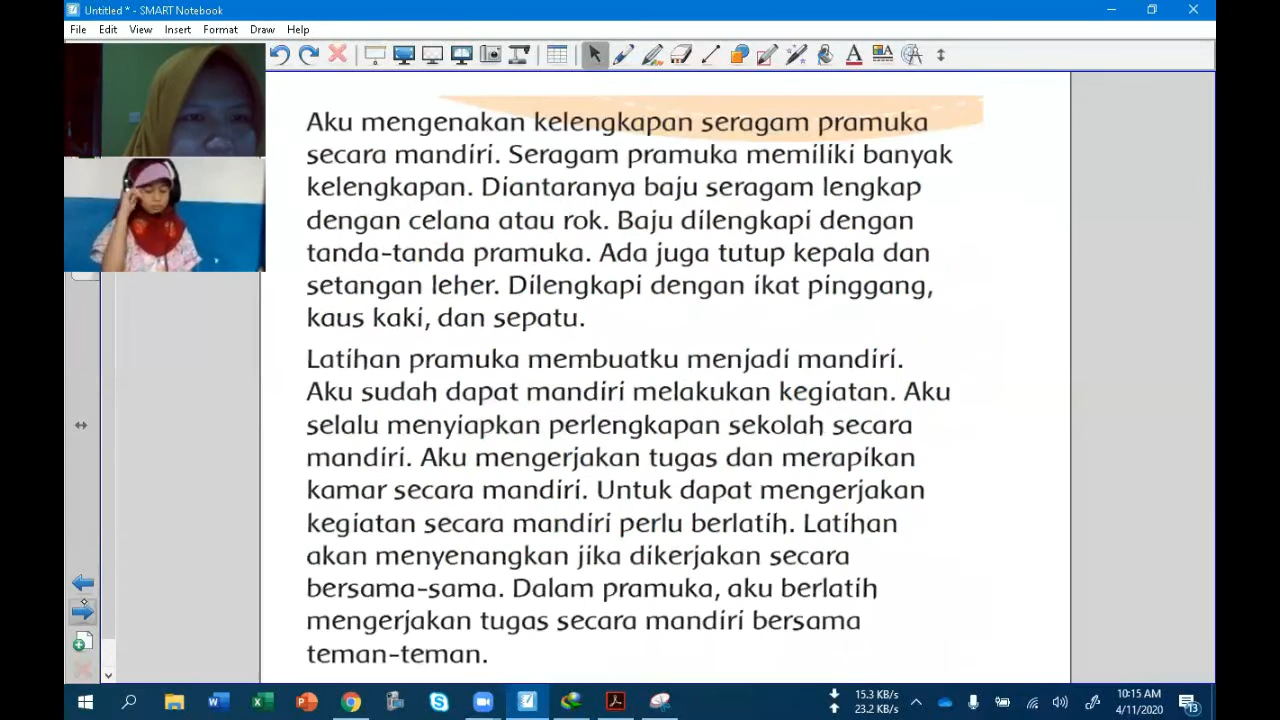 Untitled * - SMART Notebook
File Edit View Insert Format Draw Help
Aku mengenakan kelengkapan seragam pramuka
secara mandiri. Seragam pramuka memiliki banyak
kelengkapan. Diantaranya baju seragam lengkap
dengan celana atau rok. Baju dilengkapi dengan
tanda-tanda pramuka. Ada juga tutup kepala dan
setangan leher. Dilengkapi dengan ikat pinggang,
kaus kaki, dan sepatu.
Latihan pramuka membuatku menjadi mandiri.
Aku sudah dapat mandiri melakukan kegiatan. Aku
selalu menyiapkan perlengkapan sekolah secara
mandiri. Aku mengerjakan tugas dan merapikan
kamar secara mandiri. Untuk dapat mengerjakan
kegiatan secara mandiri perlu berlatih. Latihan
akan menyenangkan jika dikerjakan secara
bersama-sama. Dalam pramuka, aku berlatih
mengerjakan tugas secara mandiri bersama
teman-teman.
15.3 KB/s
23.2 KB/s
10:15 AM
4/11/2020
13